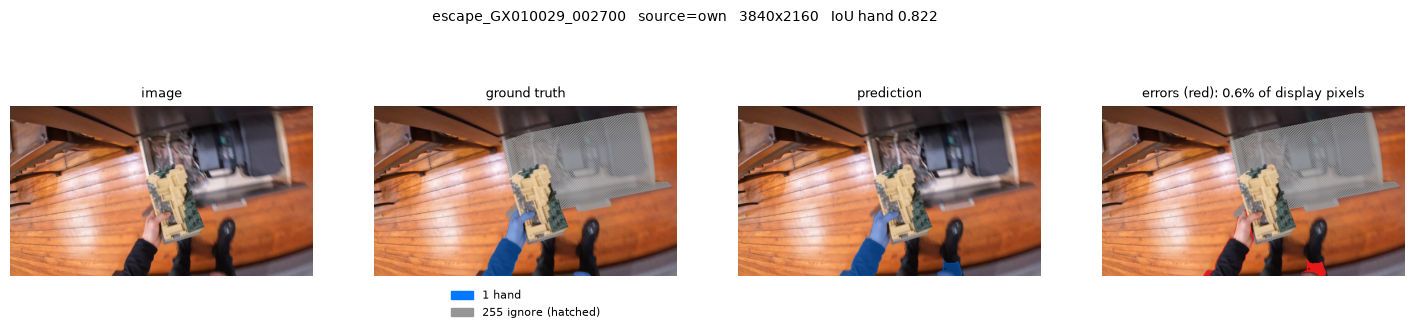 escape_GX010029_002700   source=own   3840x2160   IoU hand 0.822
image
ground truth
prediction
errors (red): 0.6% of display pixels
1 hand
255 ignore (hatched)